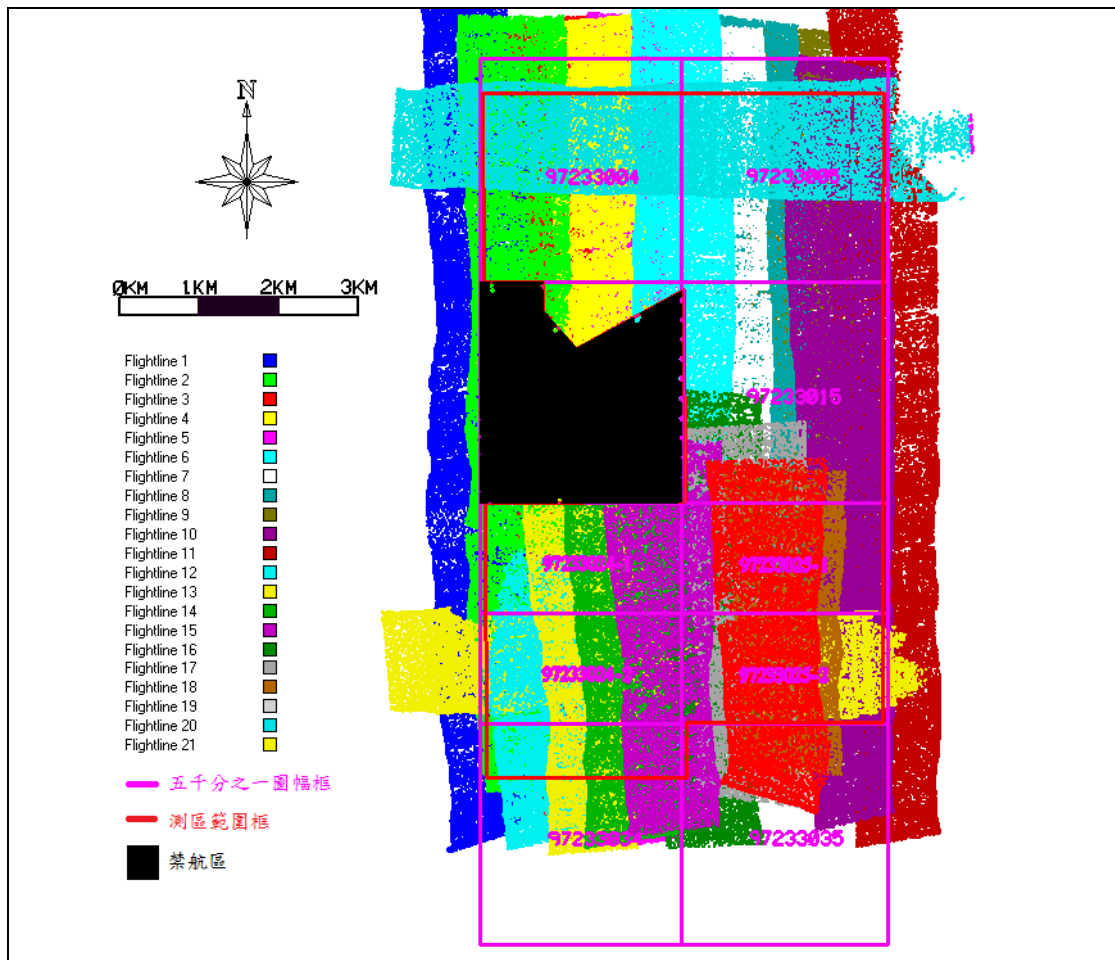 N
97233004
97233005
0KM 1KM 2KM 3KM
Flightline 1
Flightline 2
Flightline 3
Flightline 4
Flightline 5
Flightline 6
Flightline 7
Flightline 8
Flightline 9
Flightline 10
Flightline 11
Flightline 12
Flightline 13
Flightline 14
Flightline 15
Flightline 16
Flightline 17
Flightline 18
Flightline 19
Flightline 20
Flightline 21
五千分之一圖幅框
測區範圍框
禁航區
97233015
97233034
97233035